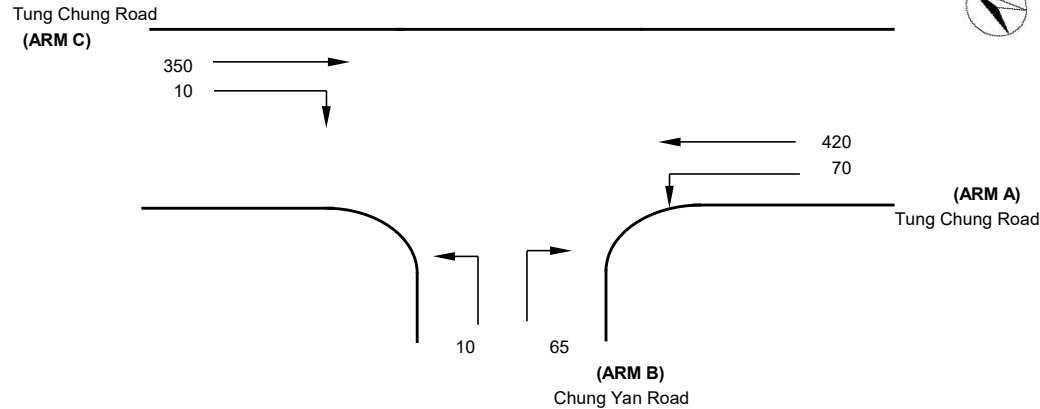 Tung Chung Road
(ARM C)
350
10
420
70
(ARM A)
Tung Chung Road
10
65
(ARM B)
Chung Yan Road